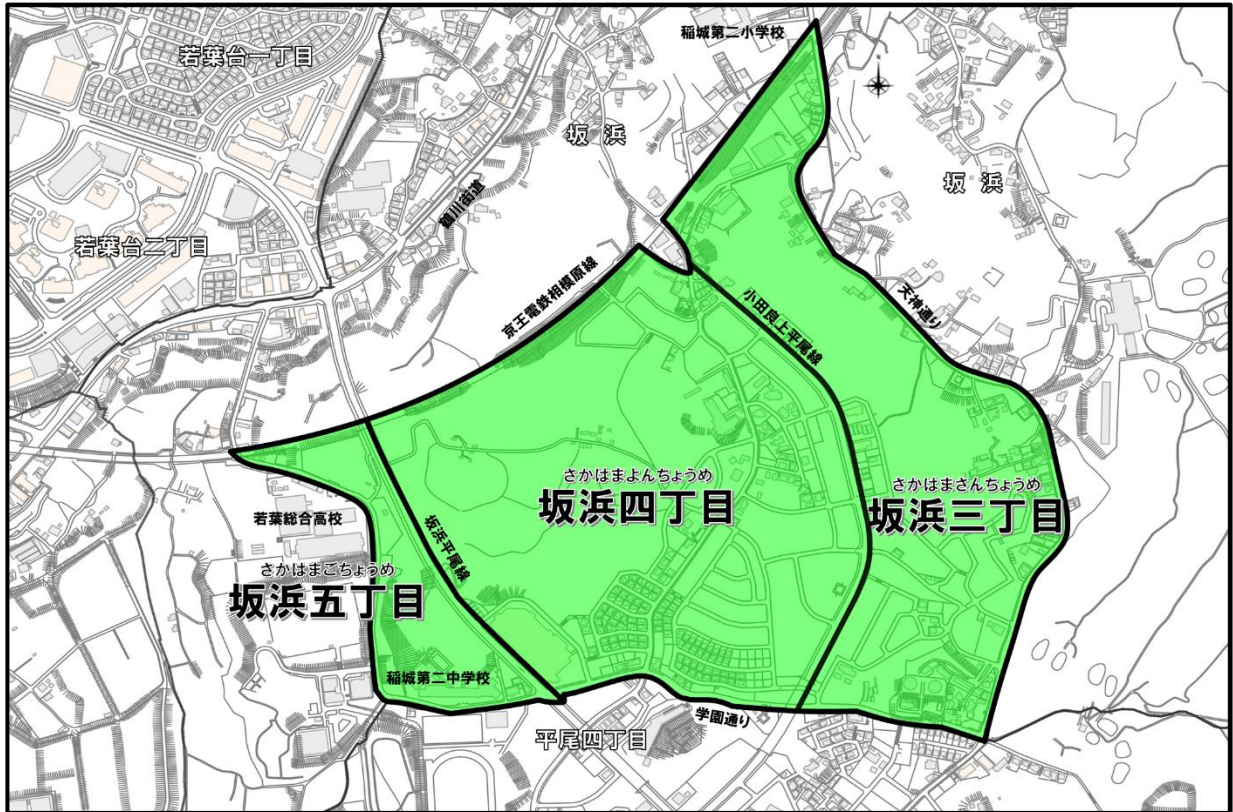 稲城第二小学校
若葉台一丁目
N
坂浜
坂浜
鶴川街道
若葉台二丁目
京王電鉄相模原線
小田良上平尾線
天神通り
さかはまよんちょうめ
坂浜四丁目
さかはまさんちょうめ
坂浜三丁目
若葉総合高校
坂浜平尾線
さかはまごちょうめ
坂浜五丁目
稲城第二中学校
学園通り
平尾四丁目